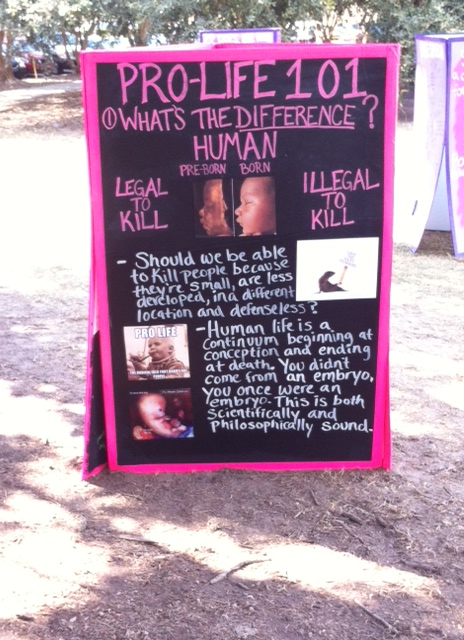 PRO-LIFE 101
① WHAT'S THE DIFFERENCE?
HUMAN
PRE-BORN BORN
LEGAL
TO
KILL
ILLEGAL
TO
KILL
- Should we be able
to kill people because
they're small, are less
developed, in a different
location and defenseless?
PRO LIFE
- Human life is a
continuum beginning at
conception and ending
at death. You didnt
come from an embryo,
you once were an
embryo. This is both
scientifically and
Philosophically sound.